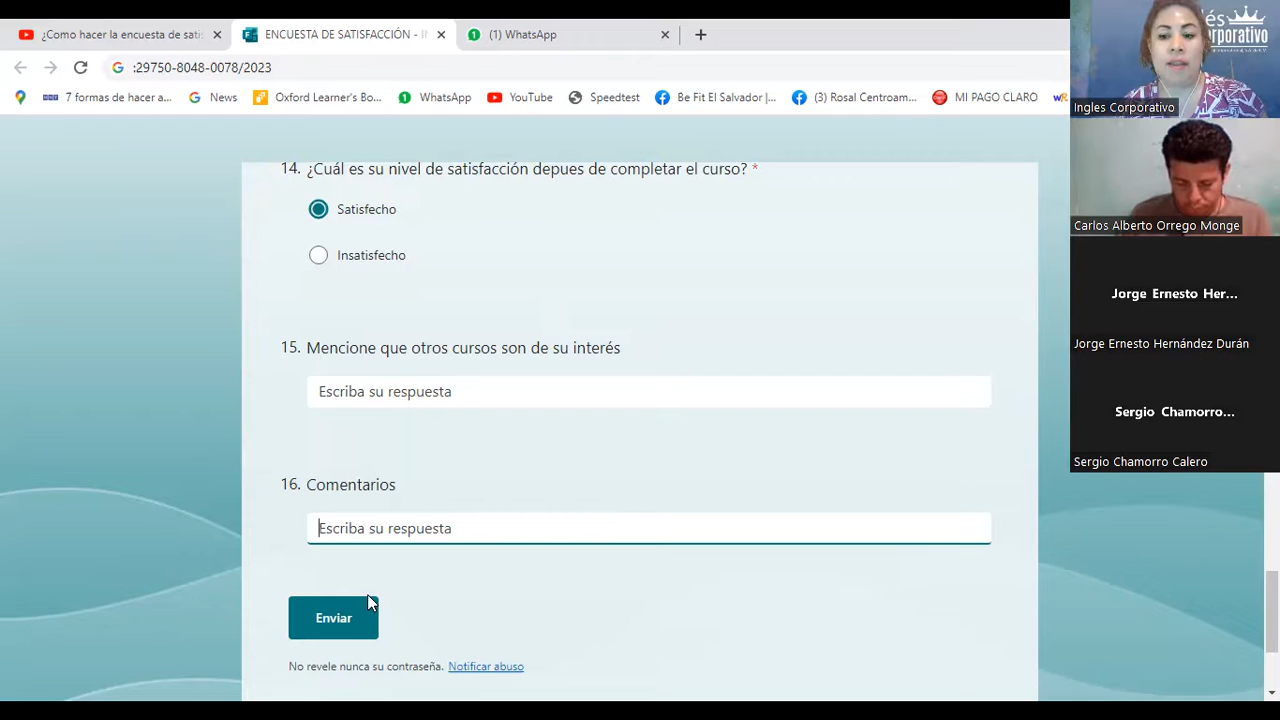 ¿Como hacer la encuesta de sati
ENCUESTA DE SATISFACCIÓN - I
(1) WhatsApp
:29750-8048-0078/2023
7 formas de hacer a...
News
Oxford Learner's Bo...
WhatsApp
YouTube
Speedtest
Be Fit El Salvador |...
(3) Rosal Centroam...
MI PAGO CLARO
14. ¿Cuál es su nivel de satisfacción depues de completar el curso? *
Satisfecho
Insatisfecho
15. Mencione que otros cursos son de su interés
Escriba su respuesta
16. Comentarios
Escriba su respuesta
Enviar
No revele nunca su contraseña. Notificar abuso
Ingles Corporativo
Carlos Alberto Orrego Monge
Jorge Ernesto Her...
Jorge Ernesto Hernández Durán
Sergio Chamorro...
Sergio Chamorro Calero